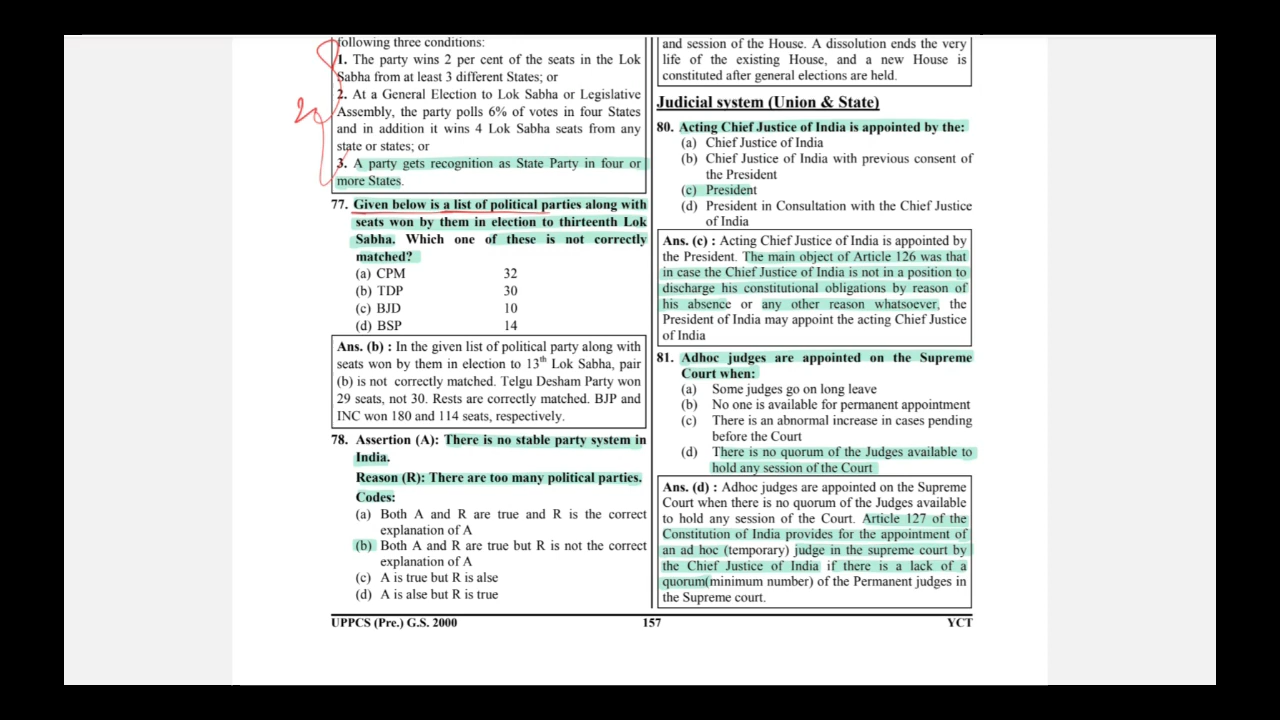 following three conditions:
1. The party wins 2 per cent of the seats in the Lok
Sabha from at least 3 different States; or
2. At a General Election to Lok Sabha or Legislative
Assembly, the party polls 6% of votes in four States
and in addition it wins 4 Lok Sabha seats from any
state or states; or
3. A party gets recognition as State Party in four or
more States.
77. Given below is a list of political parties along with
seats won by them in election to thirteenth Lok
Sabha. Which one of these is not correctly
matched?
(a) CPM 32
(b) TDP 30
(c) BJD 10
(d) BSP 14
Ans. (b) : In the given list of political party along with
seats won by them in election to 13th Lok Sabha, pair
(b) is not correctly matched. Telgu Desham Party won
29 seats, not 30. Rests are correctly matched. BJP and
INC won 180 and 114 seats, respectively.
78. Assertion (A): There is no stable party system in
India.
Reason (R): There are too many political parties.
Codes:
(a) Both A and R are true and R is the correct
explanation of A
(b) Both A and R are true but R is not the correct
explanation of A
(c) A is true but R is alse
(d) A is alse but R is true
and session of the House. A dissolution ends the very
life of the existing House, and a new House is
constituted after general elections are held.
Judicial system (Union & State)
80. Acting Chief Justice of India is appointed by the:
(a) Chief Justice of India
(b) Chief Justice of India with previous consent of
the President
(c) President
(d) President in Consultation with the Chief Justice
of India
Ans. (c) : Acting Chief Justice of India is appointed by
the President. The main object of Article 126 was that
in case the Chief Justice of India is not in a position to
discharge his constitutional obligations by reason of
his absence or any other reason whatsoever, the
President of India may appoint the acting Chief Justice
of India
81. Adhoc judges are appointed on the Supreme
Court when:
(a) Some judges go on long leave
(b) No one is available for permanent appointment
(c) There is an abnormal increase in cases pending
before the Court
(d) There is no quorum of the Judges available to
hold any session of the Court
Ans. (d) : Adhoc judges are appointed on the Supreme
Court when there is no quorum of the Judges available
to hold any session of the Court. Article 127 of the
Constitution of India provides for the appointment of
an ad hoc (temporary) judge in the supreme court by
the Chief Justice of India if there is a lack of a
quorum(minimum number) of the Permanent judges in
the Supreme court.
UPPCS (Pre.) G.S. 2000 157 YCT